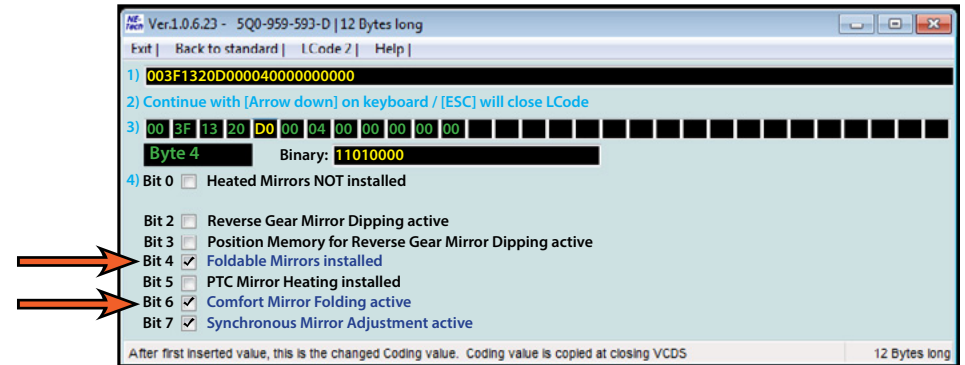 NE-Tech Ver.1.0.6.23 - 5Q0-959-593-D | 12 Bytes long
Exit | Back to standard | LCode 2 | Help |
1) 003F1320D000040000000000
2) Continue with [Arrow down] on keyboard / [ESC] will close LCode
3) 00 3F 13 20 D0 00 04 00 00 00 00 00
Byte 4 Binary: 11010000
4) Bit 0 Heated Mirrors NOT installed
Bit 2 Reverse Gear Mirror Dipping active
Bit 3 Position Memory for Reverse Gear Mirror Dipping active
Bit 4 Foldable Mirrors installed
Bit 5 PTC Mirror Heating installed
Bit 6 Comfort Mirror Folding active
Bit 7 Synchronous Mirror Adjustment active
After first inserted value, this is the changed Coding value. Coding value is copied at closing VCDS 12 Bytes long